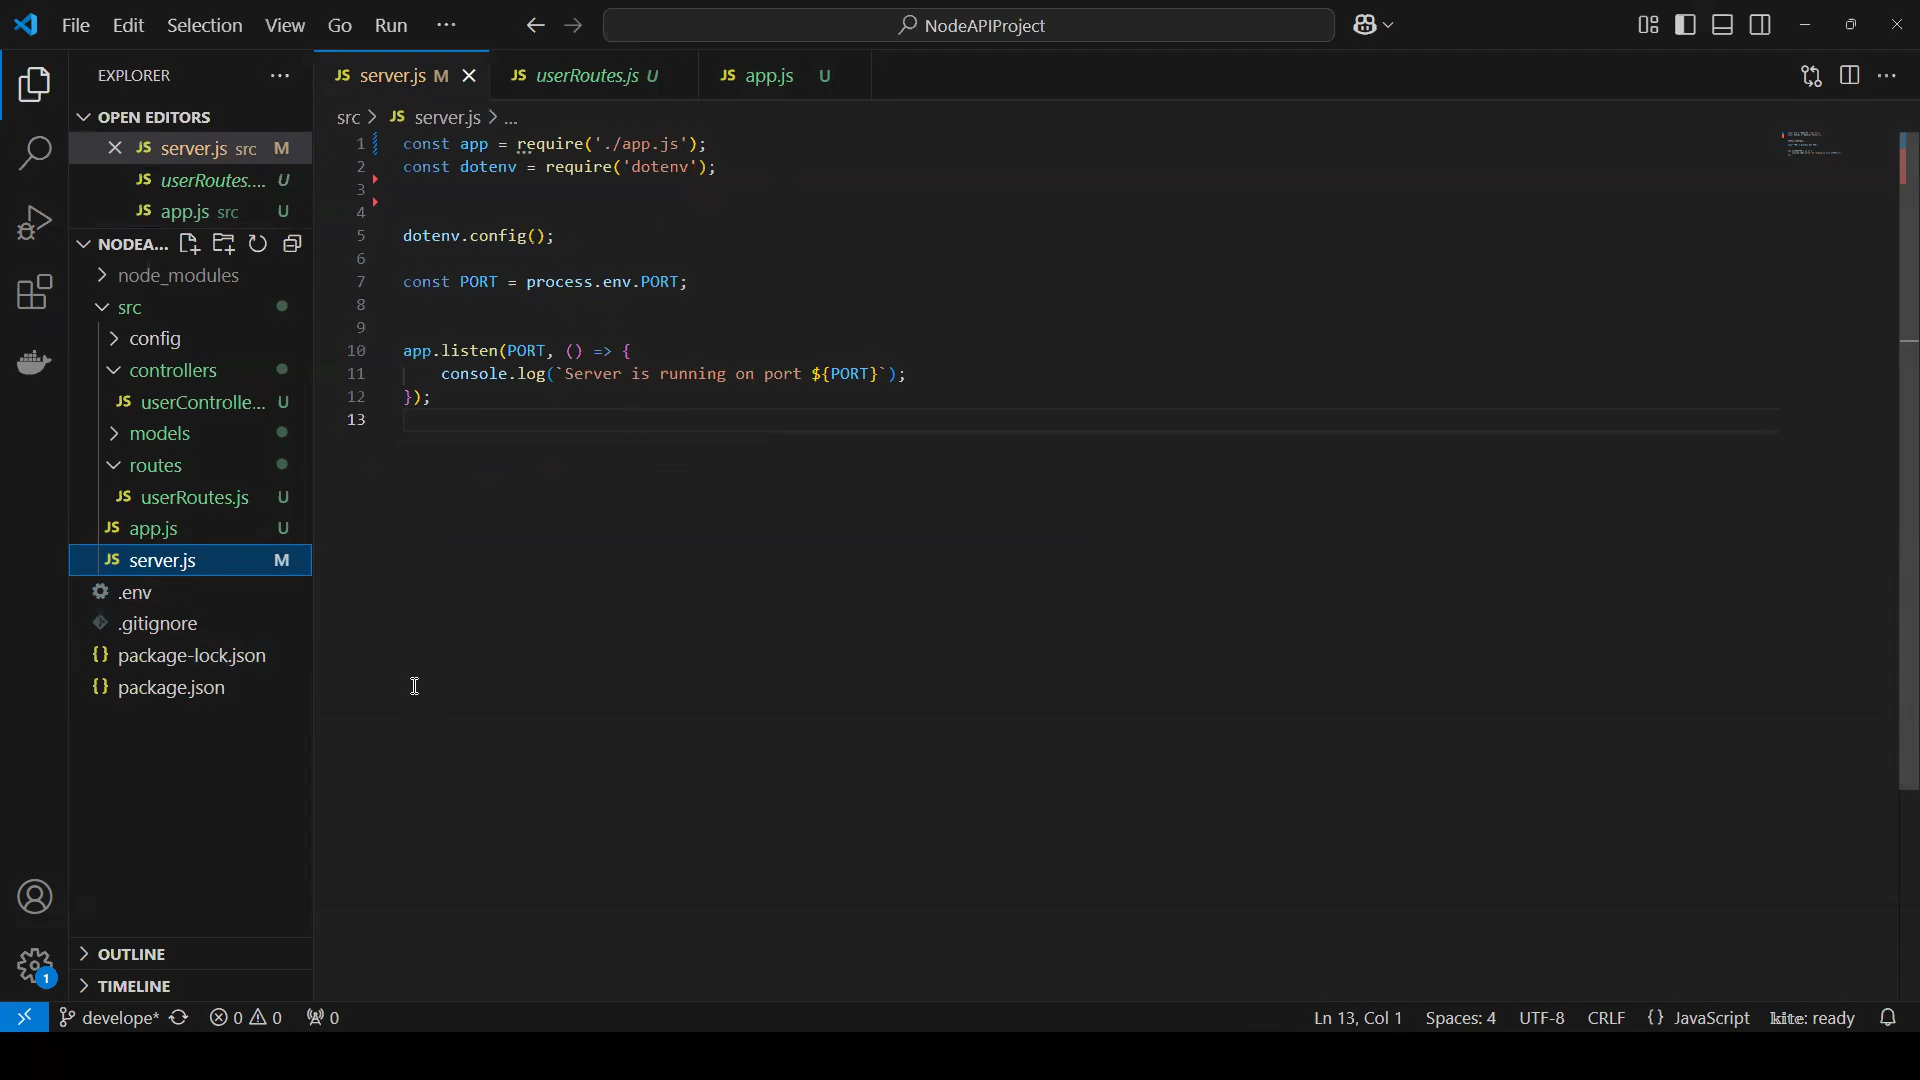 File Edit Selection View Go Run ··· NodeAPIProject
EXPLORER ···
OPEN EDITORS
JS server.js src M
JS userRoutes.... U
JS app.js src U
NODEA...
node_modules
src
config
controllers
JS userControlle... U
models
routes
JS userRoutes.js U
JS app.js U
JS server.js M
.env
.gitignore
{} package-lock.json
{} package.json
OUTLINE
TIMELINE
1
JS server.js M JS userRoutes.js U JS app.js U ···
src > JS server.js > ...
1 const app = require('./app.js');
2 const dotenv = require('dotenv');
3
4
5 dotenv.config();
6
7 const PORT = process.env.PORT;
8
9
10 app.listen(PORT, () => {
11 console.log(`Server is running on port ${PORT}`);
12 });
13
develope* 0 0 0 Ln 13, Col 1 Spaces: 4 UTF-8 CRLF {} JavaScript kite: ready